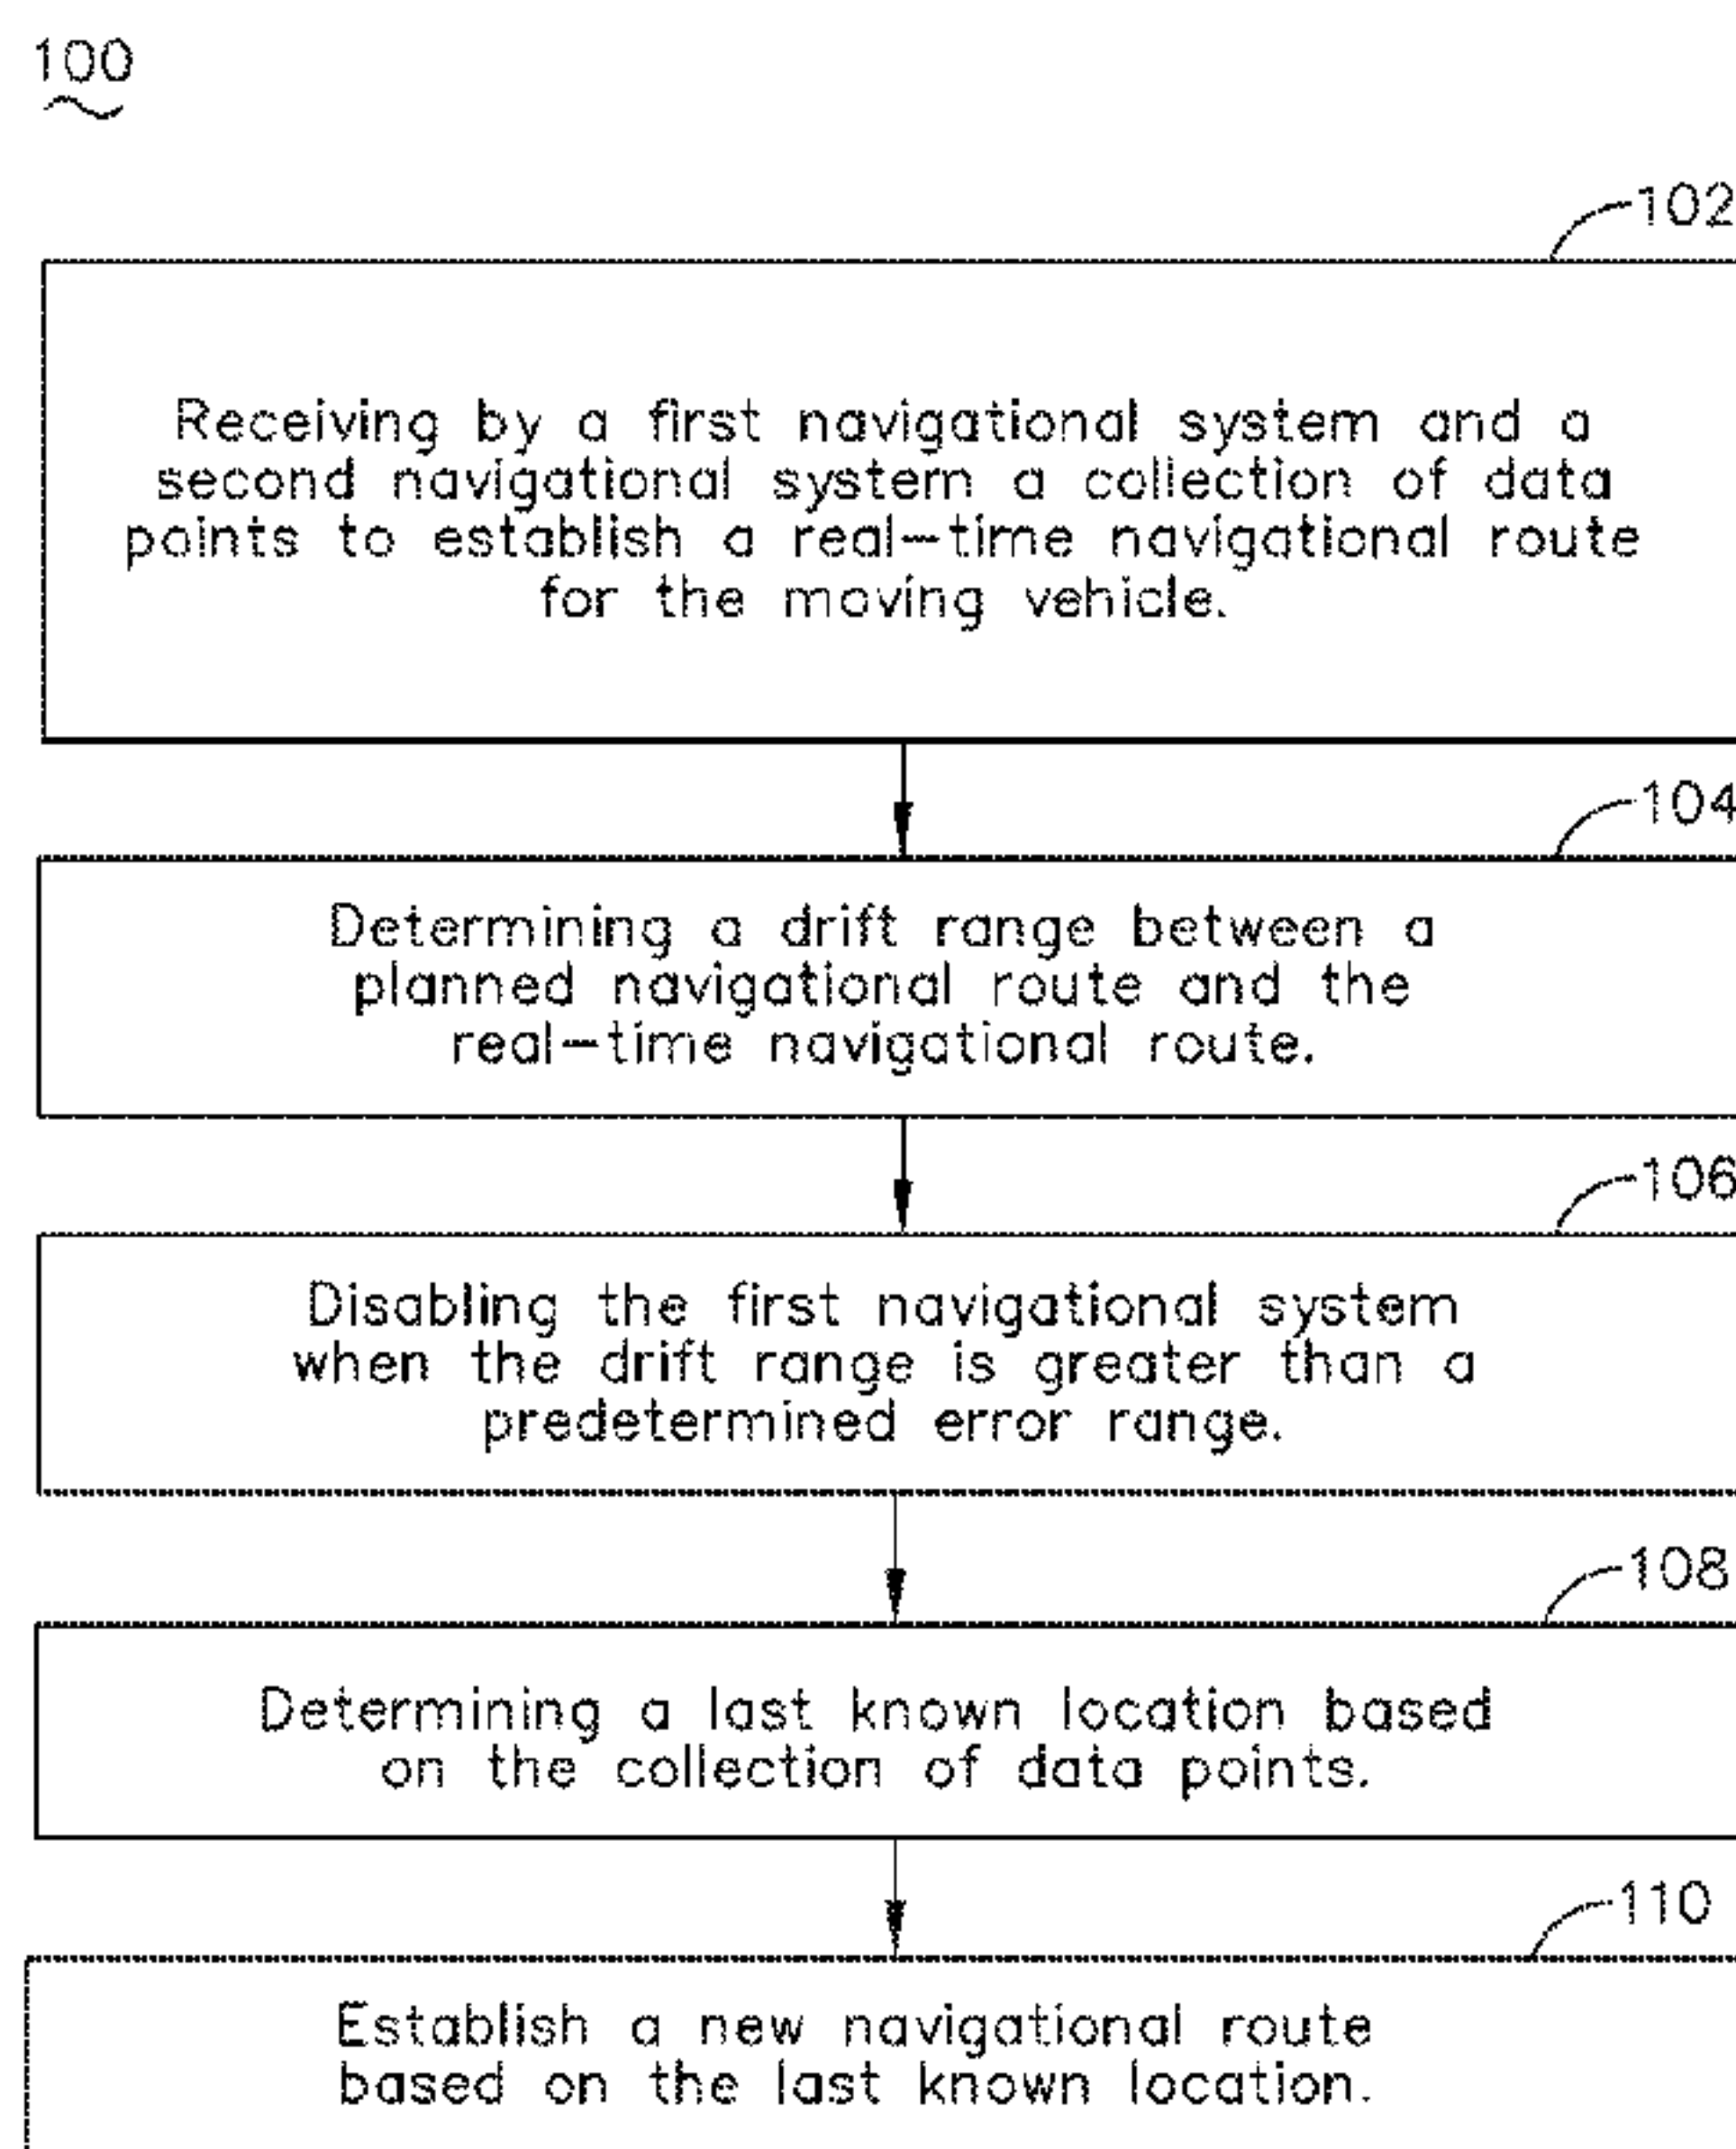 100
102
Receiving by a first navigational system and a
second navigational system a collection of data
points to establish a real-time navigational route
for the moving vehicle.
104
Determining a drift range between a
planned navigational route and the
real-time navigational route.
106
Disabling the first navigational system
when the drift range is greater than a
predetermined error range.
108
Determining a last known location based
on the collection of data points.
110
Establish a new navigational route
based on the last known location.